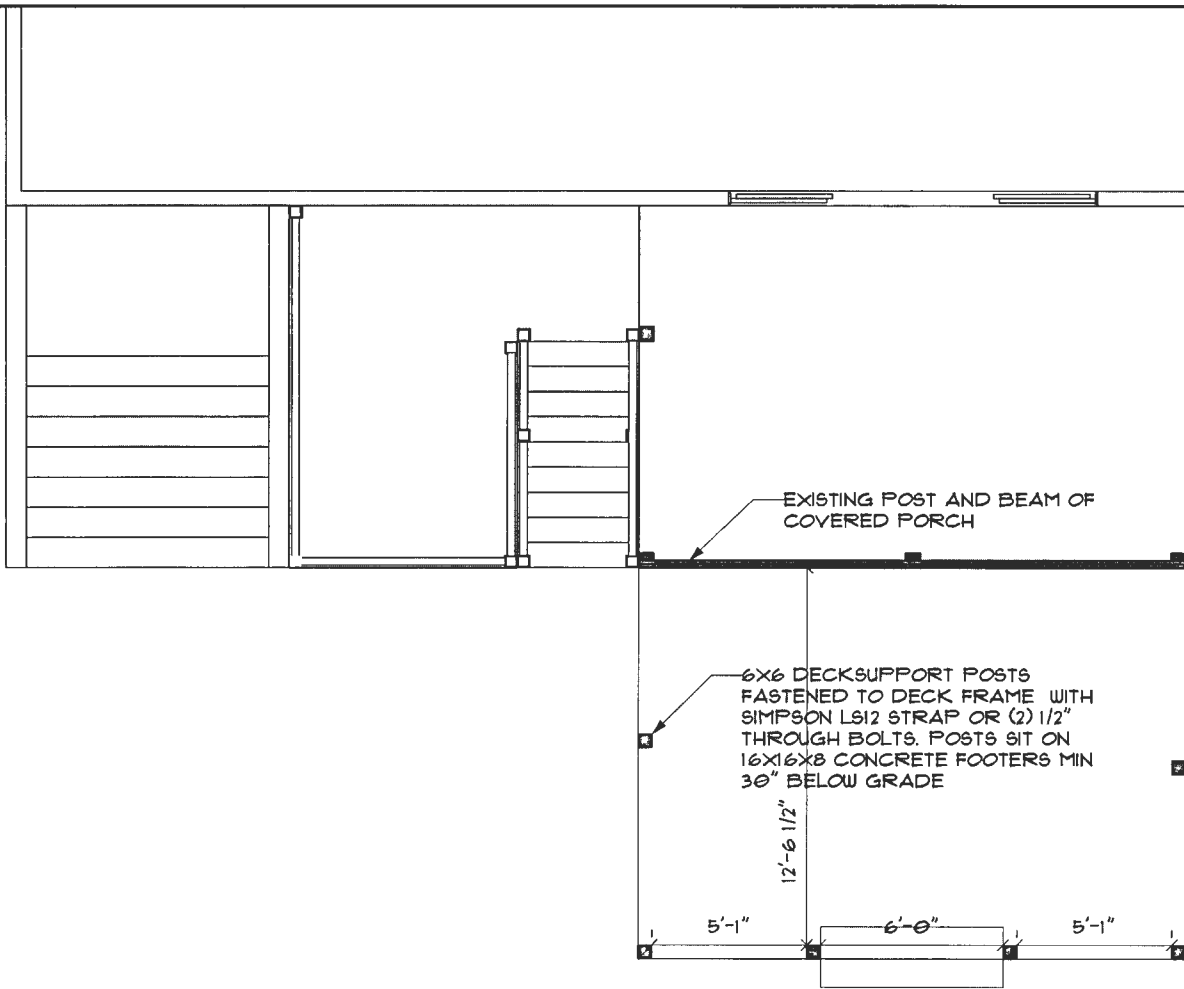 EXISTING POST AND BEAM OF
COVERED PORCH
6X6 DECKSUPPORT POSTS
FASTENED TO DECK FRAME WITH
SIMPSON LS12 STRAP OR (2) 1/2"
THROUGH BOLTS. POSTS SIT ON
16X16X8 CONCRETE FOOTERS MIN
30" BELOW GRADE
12'-6 1/2"
5'-1"
6'-0"
5'-1"